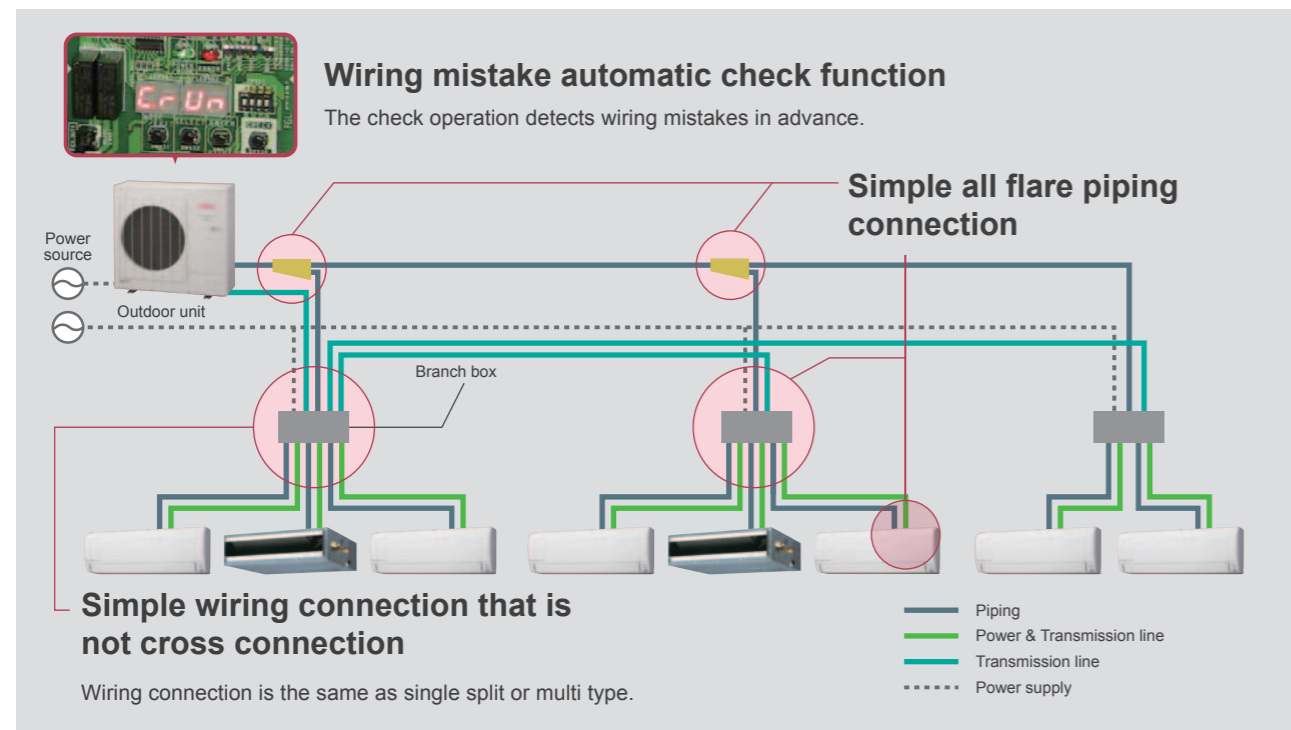 CrUn
Wiring mistake automatic check function
The check operation detects wiring mistakes in advance.
Simple all flare piping
connection
Power
source
Outdoor unit
Branch box
Simple wiring connection that is
not cross connection
Wiring connection is the same as single split or multi type.
Piping
Power & Transmission line
Transmission line
Power supply